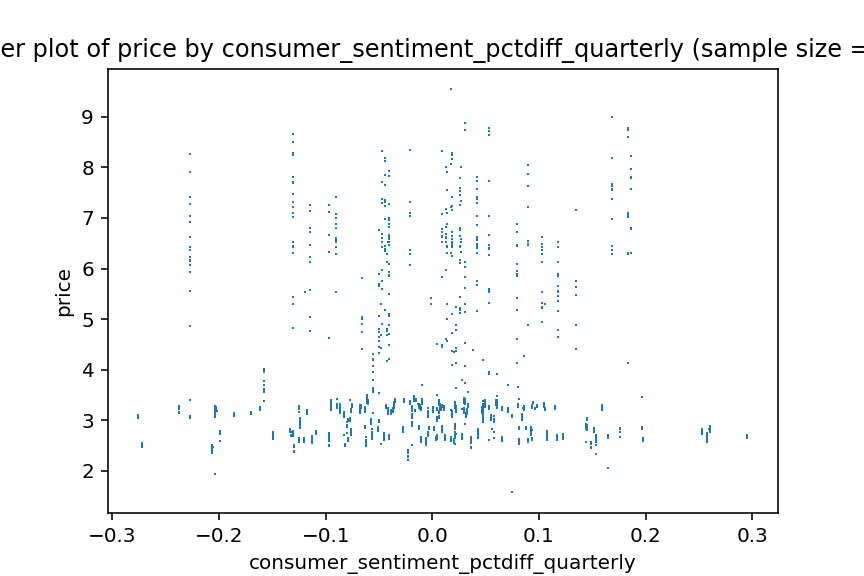 er plot of price by consumer_sentiment_pctdiff_quarterly (sample size =
9
8
7
6
5
4
3
2
price
−0.3 −0.2 −0.1 0.0 0.1 0.2 0.3
consumer_sentiment_pctdiff_quarterly